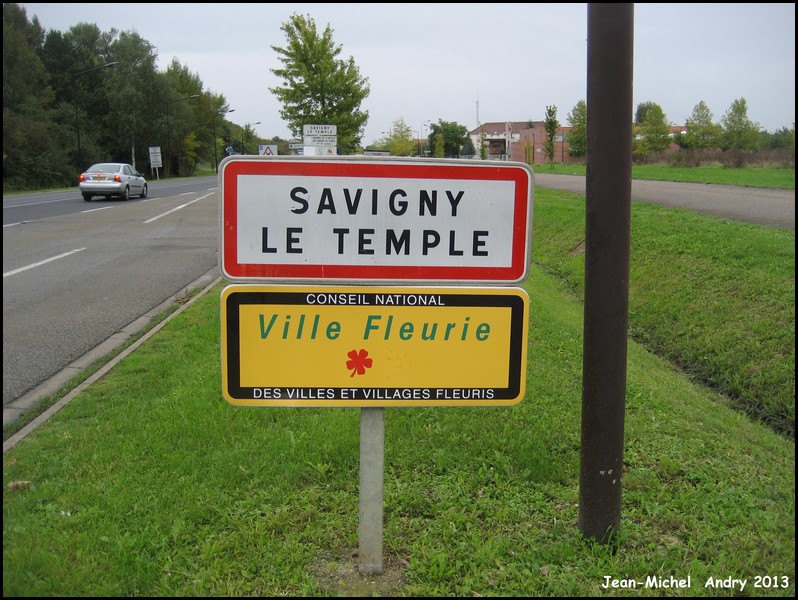 SAVIGNY
LE TEMPLE
SAVIGNY
LE TEMPLE
CONSEIL NATIONAL
Ville Fleurie
DES VILLES ET VILLAGES FLEURIS
Jean-Michel Andry 2013